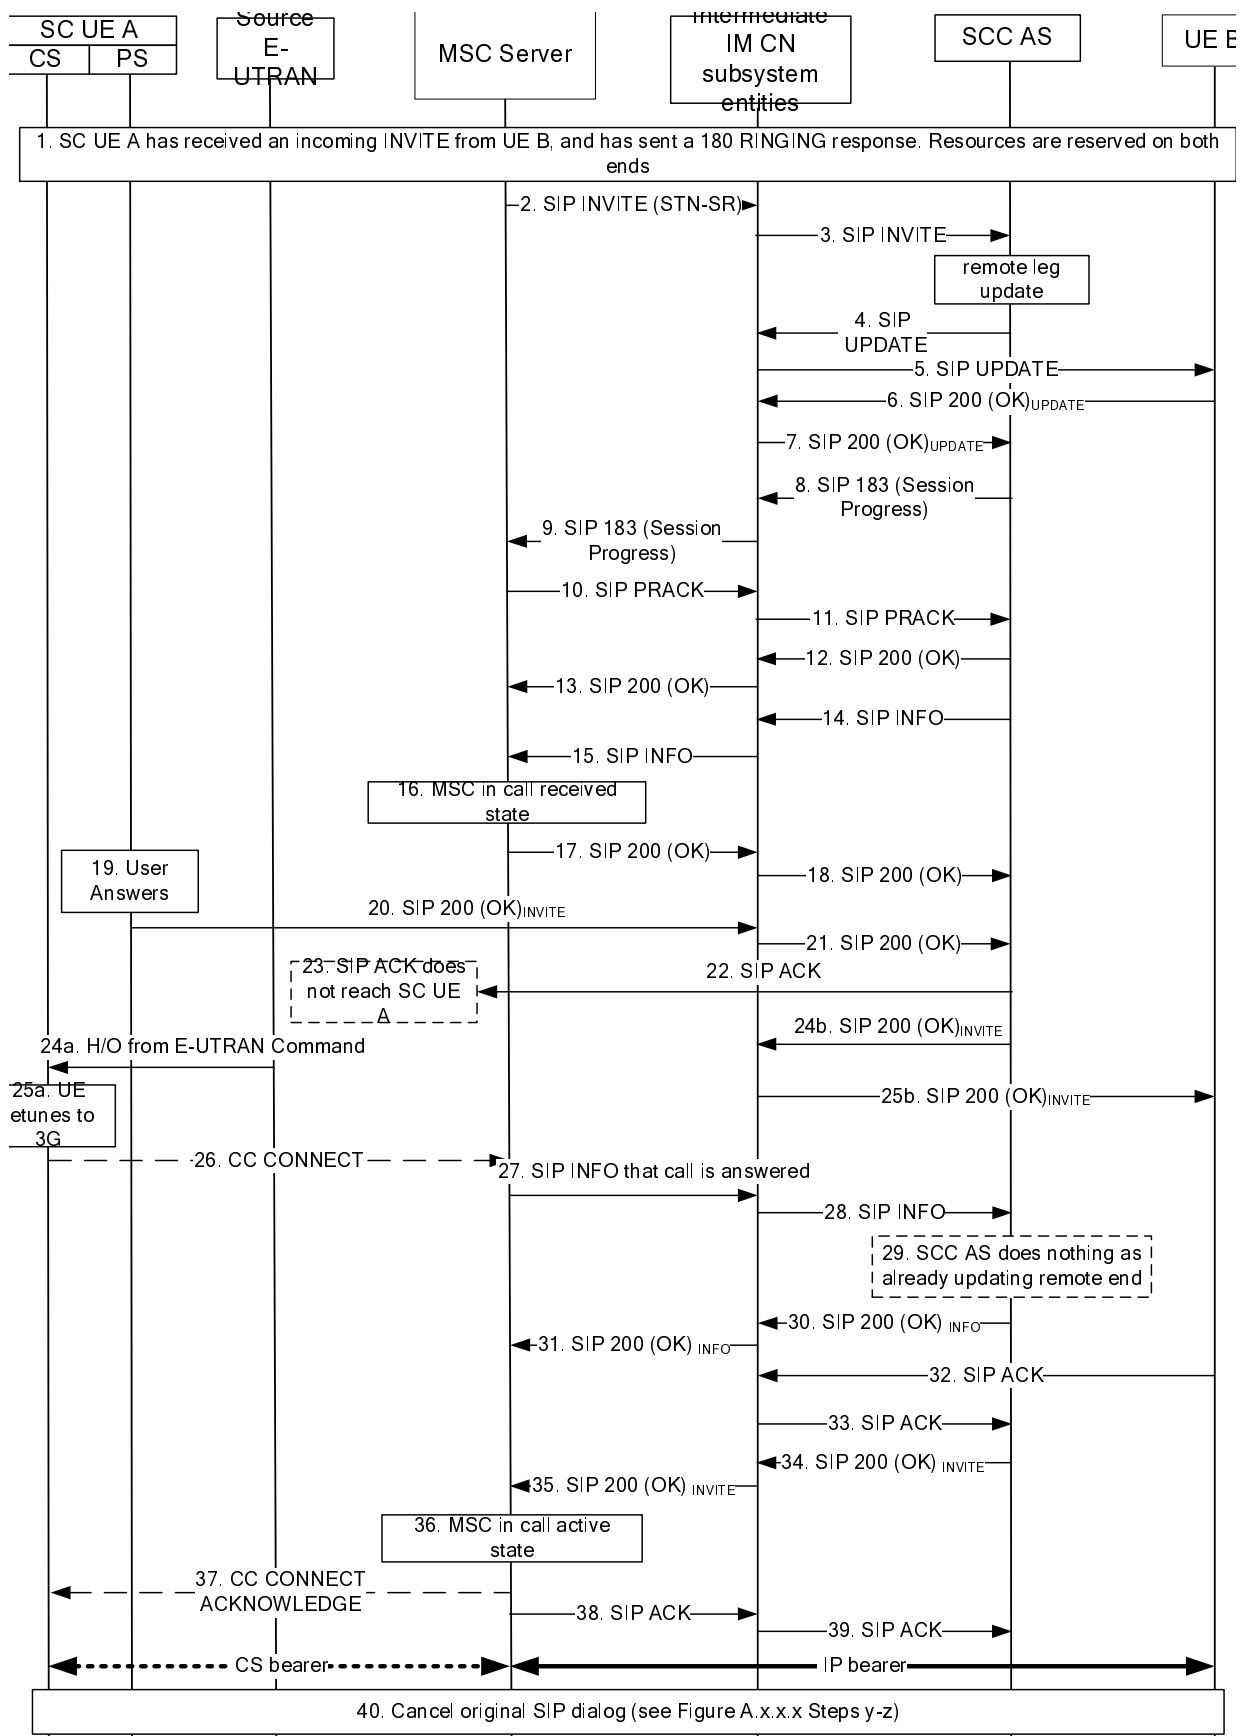 SC UE A
CS
PS
Source
E-
UTRAN
MSC Server
Intermediate
IM CN
subsystem
entities
SCC AS
UE B
1. SC UE A has received an incoming INVITE from UE B, and has sent a 180 RINGING response. Resources are reserved on both
ends
2. SIP INVITE (STN-SR)
3. SIP INVITE
remote leg
update
4. SIP
UPDATE
5. SIP UPDATE
6. SIP 200 (OK)UPDATE
7. SIP 200 (OK)UPDATE
8. SIP 183 (Session
Progress)
9. SIP 183 (Session
Progress)
10. SIP PRACK
11. SIP PRACK
12. SIP 200 (OK)
13. SIP 200 (OK)
14. SIP INFO
15. SIP INFO
16. MSC in call received
state
17. SIP 200 (OK)
18. SIP 200 (OK)
19. User
Answers
20. SIP 200 (OK)INVITE
21. SIP 200 (OK)
22. SIP ACK
23. SIP ACK does
not reach SC UE
A
24b. SIP 200 (OK)INVITE
24a. H/O from E-UTRAN Command
25a. UE
etunes to
3G
25b. SIP 200 (OK)INVITE
26. CC CONNECT
27. SIP INFO that call is answered
28. SIP INFO
29. SCC AS does nothing as
already updating remote end
30. SIP 200 (OK) INFO
31. SIP 200 (OK) INFO
32. SIP ACK
33. SIP ACK
34. SIP 200 (OK) INVITE
35. SIP 200 (OK) INVITE
36. MSC in call active
state
37. CC CONNECT
ACKNOWLEDGE
38. SIP ACK
39. SIP ACK
CS bearer
IP bearer
40. Cancel original SIP dialog (see Figure A.x.x.x Steps y-z)